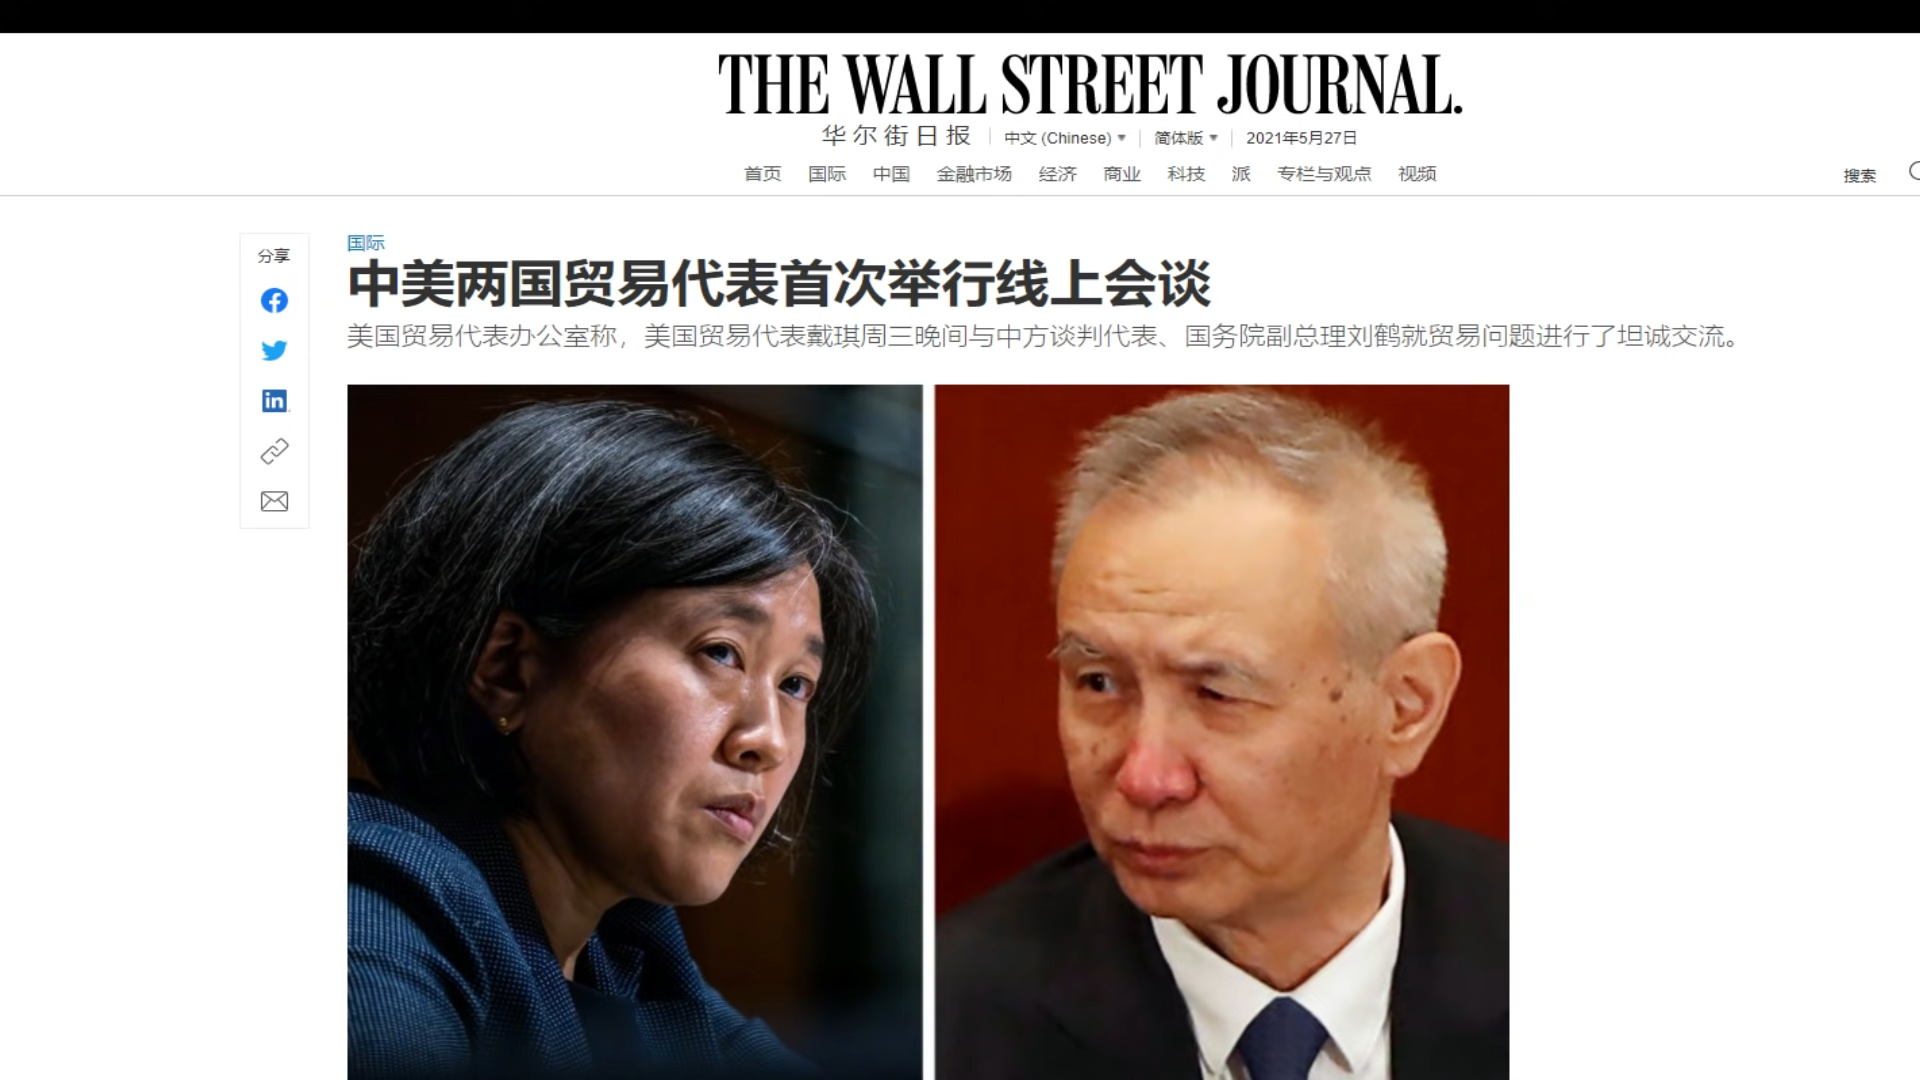 THE WALL STREET JOURNAL.
华尔街日报 中文 (Chinese) 简体版 2021年5月27日
首页 国际 中国 金融市场 经济 商业 科技 派 专栏与观点 视频
搜索
分享
in
国际
中美两国贸易代表首次举行线上会谈
美国贸易代表办公室称，美国贸易代表戴琪周三晚间与中方谈判代表、国务院副总理刘鹤就贸易问题进行了坦诚交流。